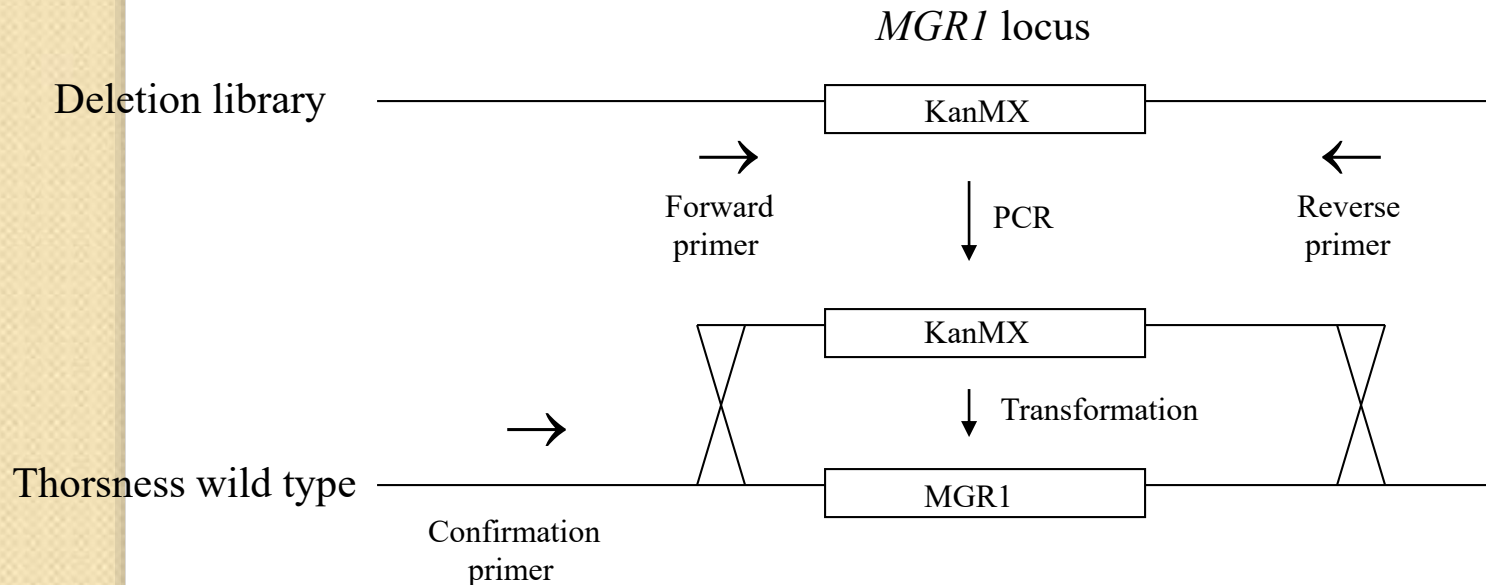 MGR1 locus
Deletion library
KanMX
Forward
primer
PCR
Reverse
primer
KanMX
Transformation
Thorsness wild type
MGR1
Confirmation
primer